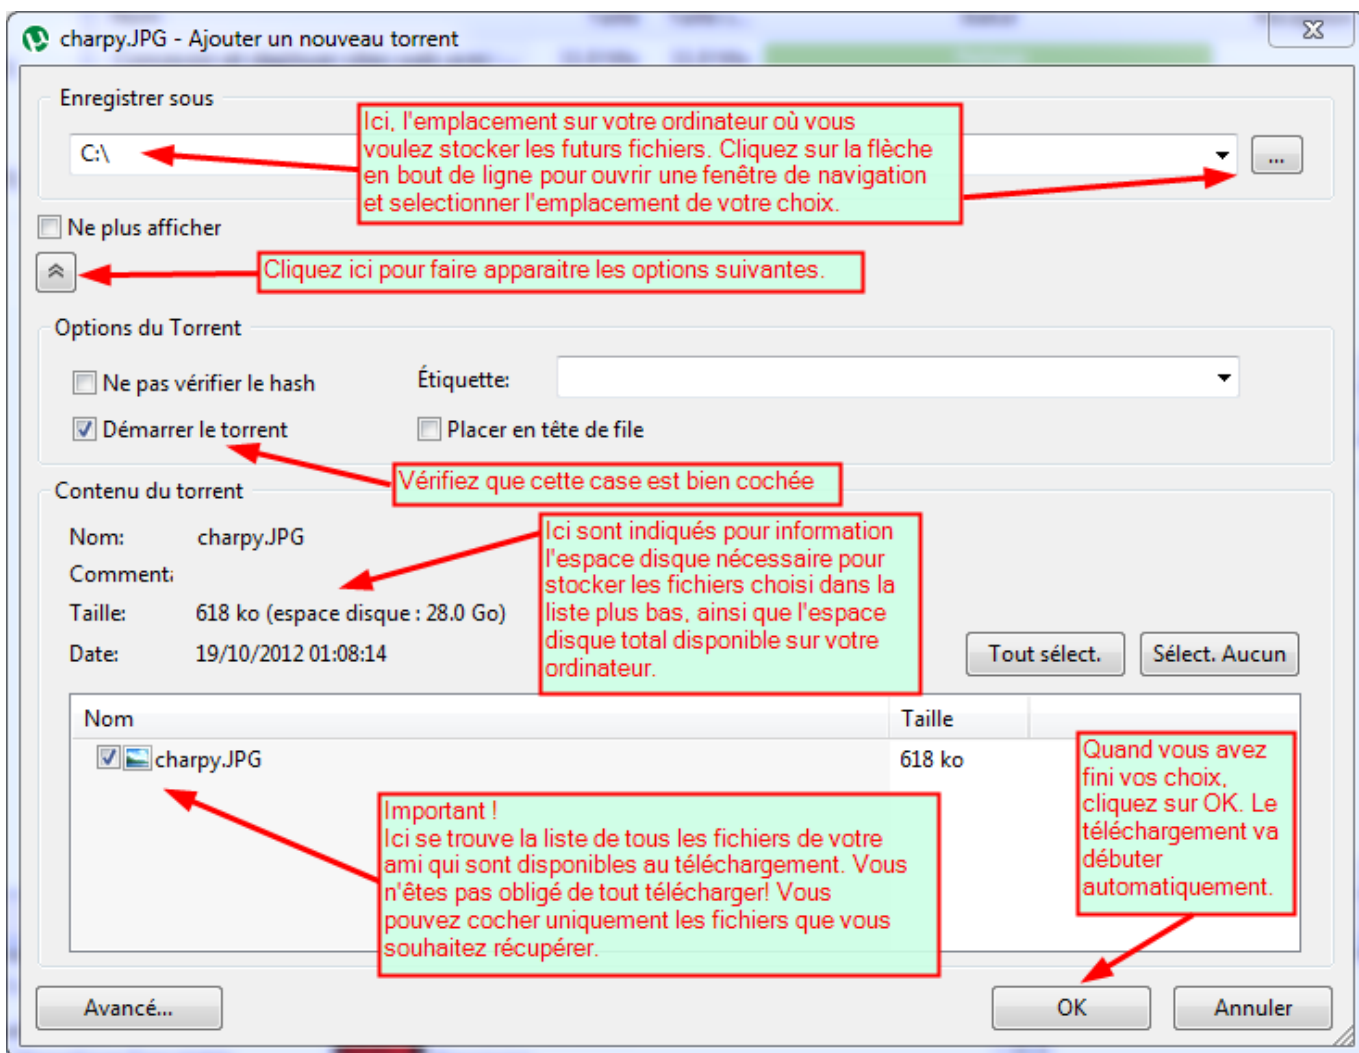 charpy.JPG - Ajouter un nouveau torrent
Enregistrer sous
C:\
...
Ici, l'emplacement sur votre ordinateur où vous
voulez stocker les futurs fichiers. Cliquez sur la flèche
en bout de ligne pour ouvrir une fenêtre de navigation
et selectionner l'emplacement de votre choix.
Ne plus afficher
Cliquez ici pour faire apparaitre les options suivantes.
Options du Torrent
Ne pas vérifier le hash
Étiquette:
Démarrer le torrent
Placer en tête de file
Vérifiez que cette case est bien cochée
Contenu du torrent
Nom: charpy.JPG
Comment:
Taille: 618 ko (espace disque : 28.0 Go)
Date: 19/10/2012 01:08:14
Ici sont indiqués pour information
l'espace disque nécessaire pour
stocker les fichiers choisi dans la
liste plus bas, ainsi que l'espace
disque total disponible sur votre
ordinateur.
Tout sélect.
Sélect. Aucun
Nom
Taille
charpy.JPG
618 ko
Important !
Ici se trouve la liste de tous les fichiers de votre
ami qui sont disponibles au téléchargement. Vous
n'êtes pas obligé de tout télécharger! Vous
pouvez cocher uniquement les fichiers que vous
souhaitez récupérer.
Quand vous avez
fini vos choix,
cliquez sur OK. Le
téléchargement va
débuter
automatiquement.
Avancé...
OK
Annuler